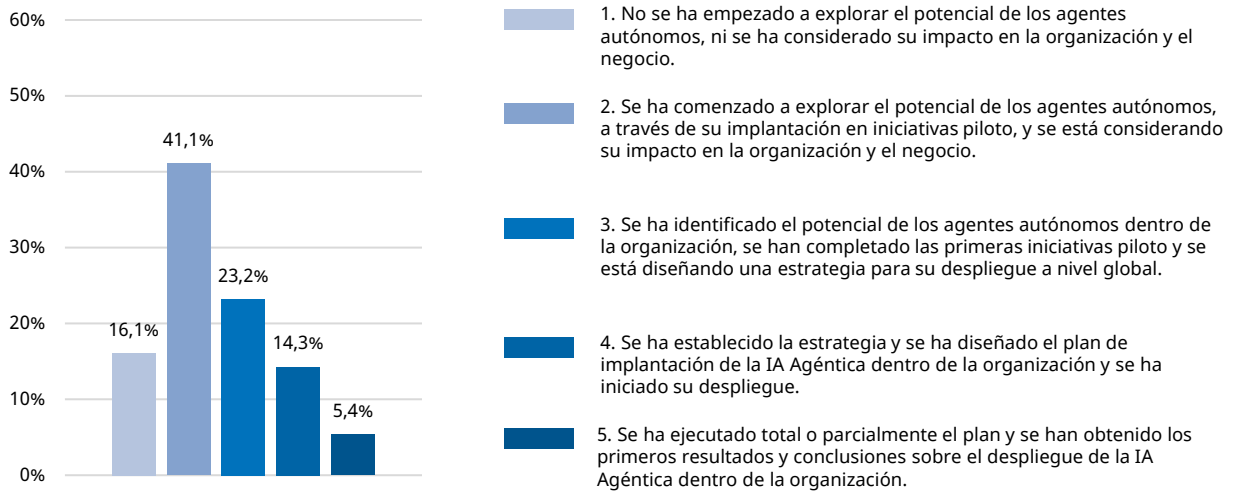 60%
50%
40%
30%
20%
10%
0%
16,1%
41,1%
23,2%
14,3%
5,4%
1. No se ha empezado a explorar el potencial de los agentes
autónomos, ni se ha considerado su impacto en la organización y el
negocio.
2. Se ha comenzado a explorar el potencial de los agentes autónomos,
a través de su implantación en iniciativas piloto, y se está considerando
su impacto en la organización y el negocio.
3. Se ha identificado el potencial de los agentes autónomos dentro de
la organización, se han completado las primeras iniciativas piloto y se
está diseñando una estrategia para su despliegue a nivel global.
4. Se ha establecido la estrategia y se ha diseñado el plan de
implantación de la IA Agéntica dentro de la organización y se ha
iniciado su despliegue.
5. Se ha ejecutado total o parcialmente el plan y se han obtenido los
primeros resultados y conclusiones sobre el despliegue de la IA
Agéntica dentro de la organización.